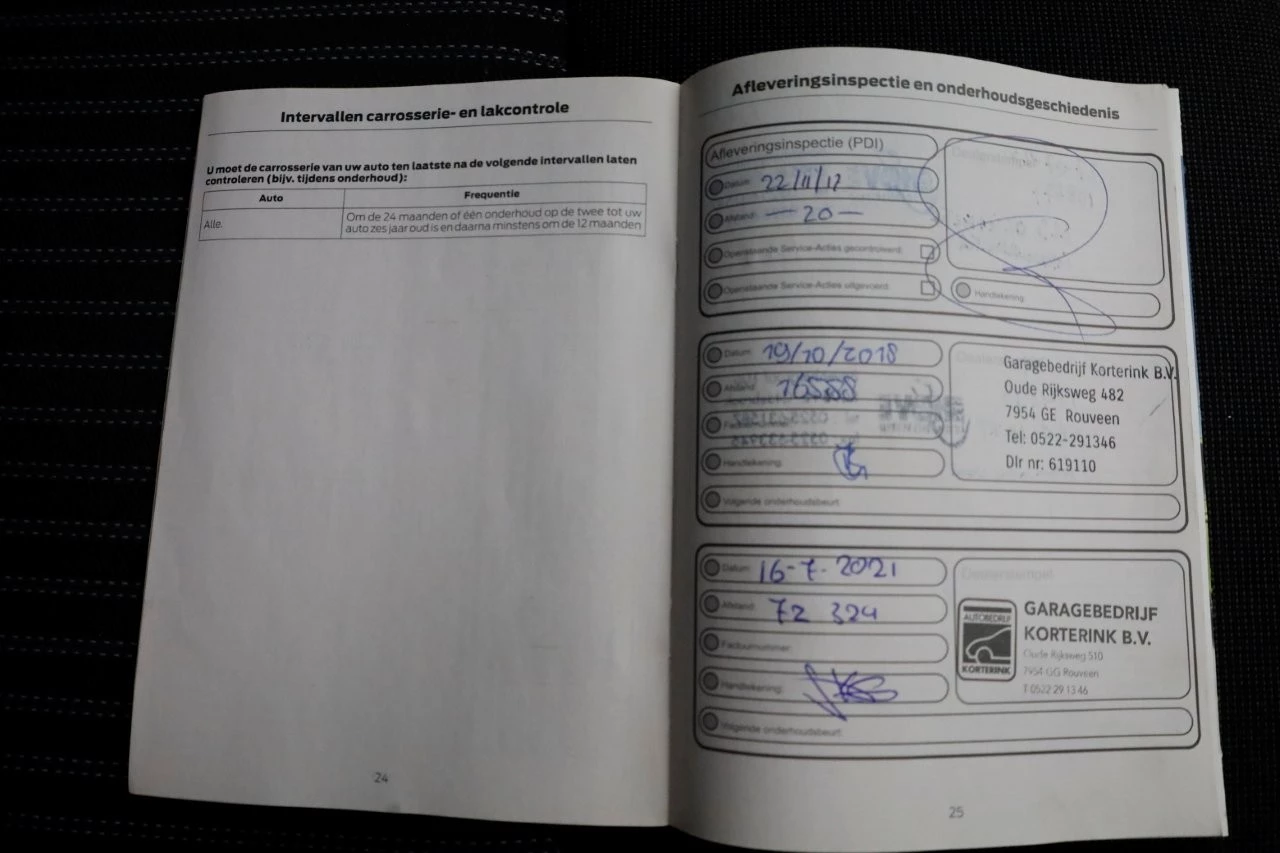 Intervallen carrosserie- en lakcontrole
U moet de carrosserie van uw auto ten laatste na de volgende intervallen laten
controleren (bijv. tijdens onderhoud):
Auto Frequentie
Alle. Om de 24 maanden of één onderhoud op de twee tot uw
auto zes jaar oud is en daarna minstens om de 12 maanden
24
Afleveringsinspectie en onderhoudsgeschiedenis
Afleveringsinspectie (PDI)
Datum: 22/11/17
Afstand: — 20 —
Openstaande Service-Acties gecontroleerd:
Openstaande Service-Acties uitgevoerd:
Handtekening
Datum: 19/10/2018
Afstand: 16588
Handtekening:
Volgende onderhoudsbeurt:
Garagebedrijf Korterink B.V.
Oude Rijksweg 482
7954 GE Rouveen
Tel: 0522-291346
Dlr nr: 619110
Datum: 16-7-2021
Afstand: 72 324
Factuurnummer:
Handtekening:
Volgende onderhoudsbeurt:
Dealerstempel
AUTOBEDRIJF
KORTERINK
GARAGEBEDRIJF
KORTERINK B.V.
Oude Rijksweg 510
7954 GG Rouveen
T 0522 29 13 46
25